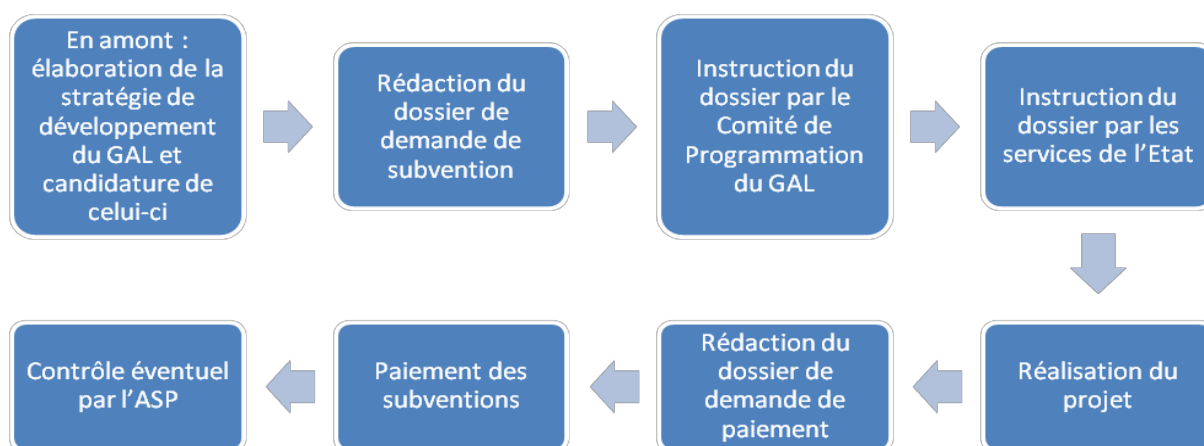 En amont :
élaboration de la
stratégie de
développement
du GAL et
candidature de
celui-ci
Rédaction du
dossier de
demande de
subvention
Instruction du
dossier par le
Comité de
Programmation
du GAL
Instruction du
dossier par les
services de l'Etat
Réalisation du
projet
Rédaction du
dossier de
demande de
paiement
Paiement des
subventions
Contrôle éventuel
par l'ASP